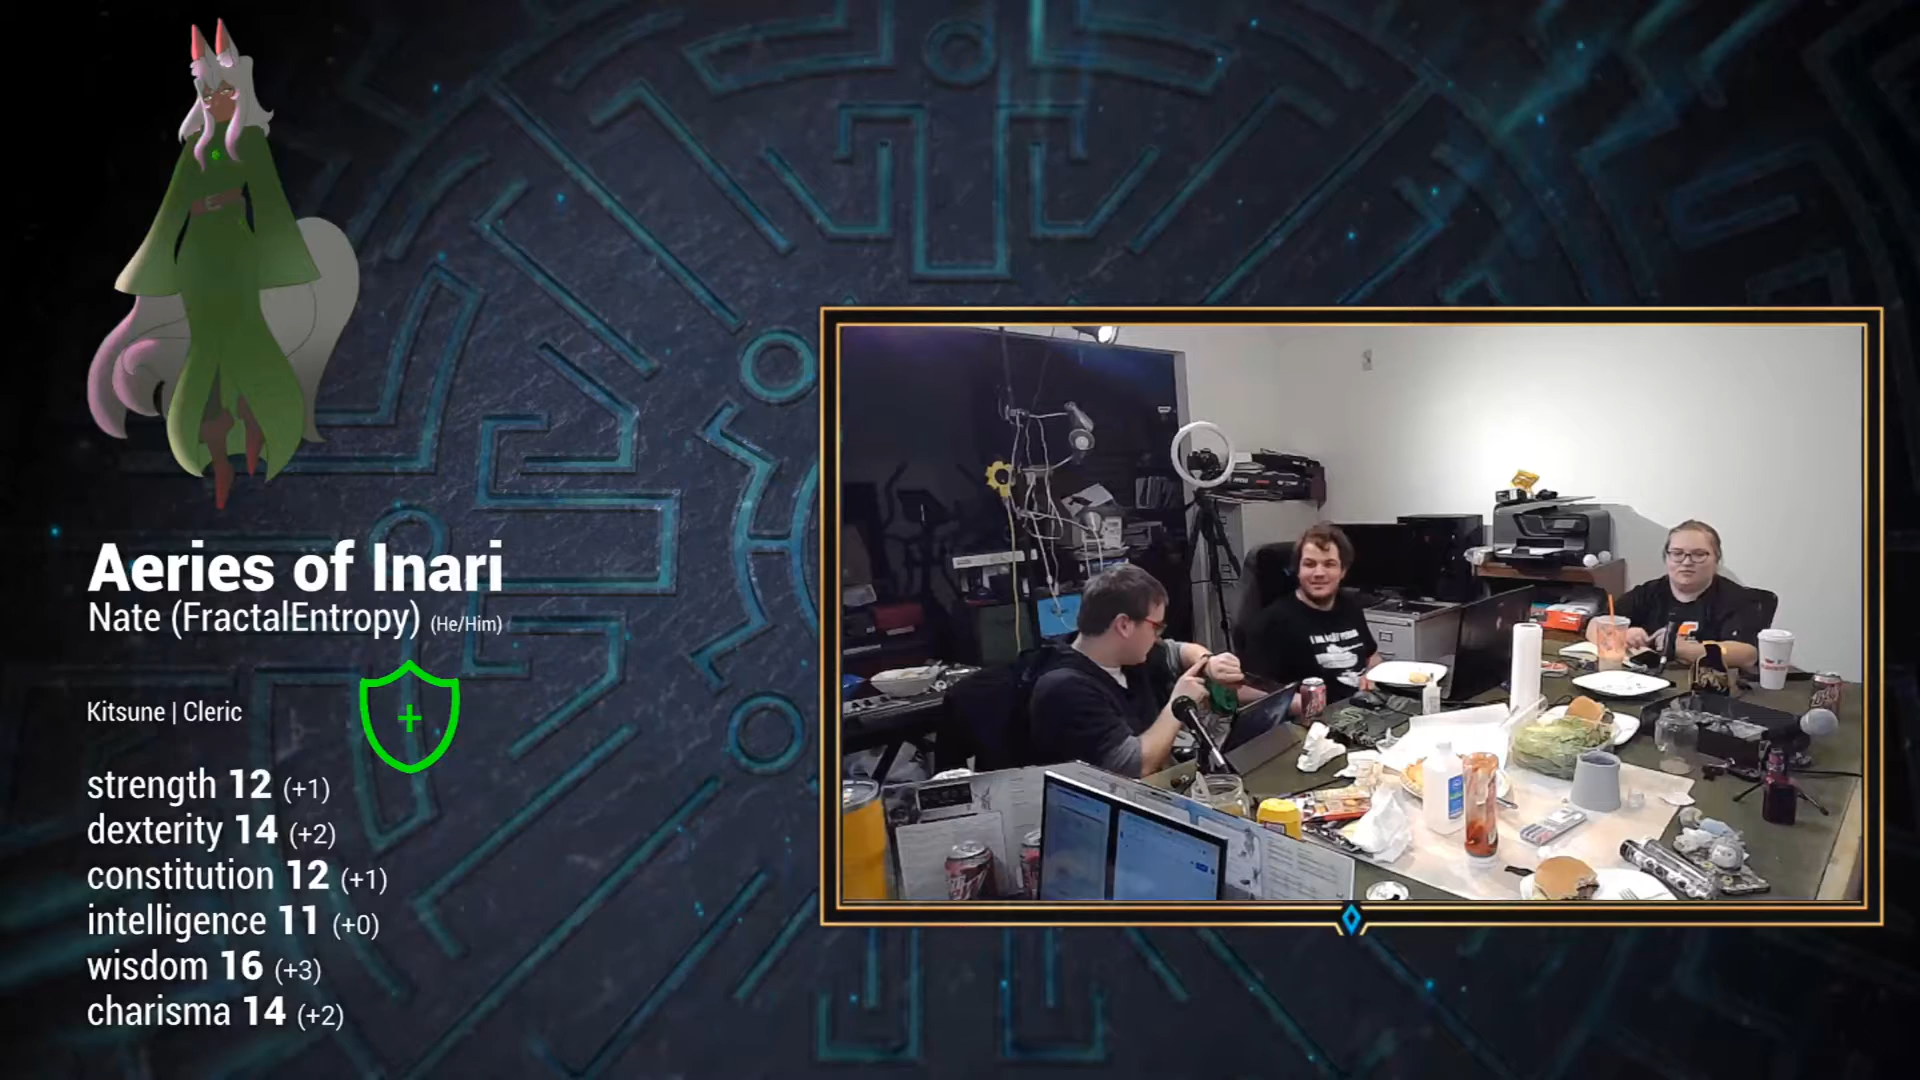 Aeries of Inari
Nate (FractalEntropy) (He/Him)
Kitsune | Cleric
+
strength 12 (+1)
dexterity 14 (+2)
constitution 12 (+1)
intelligence 11 (+0)
wisdom 16 (+3)
charisma 14 (+2)